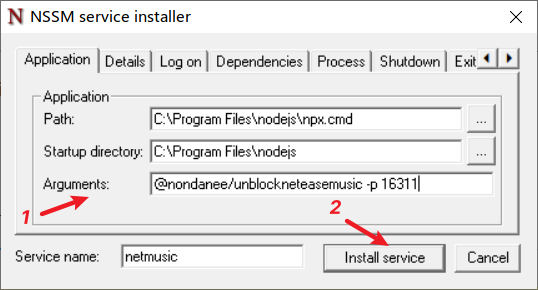 NSSM service installer
Application Details Log on Dependencies Process Shutdown Exit
Application
Path: C:\Program Files\nodejs\npx.cmd ...
Startup directory: C:\Program Files\nodejs ...
Arguments: @nondanee/unblockneteasemusic -p 16311
1
2
Service name: netmusic Install service Cancel